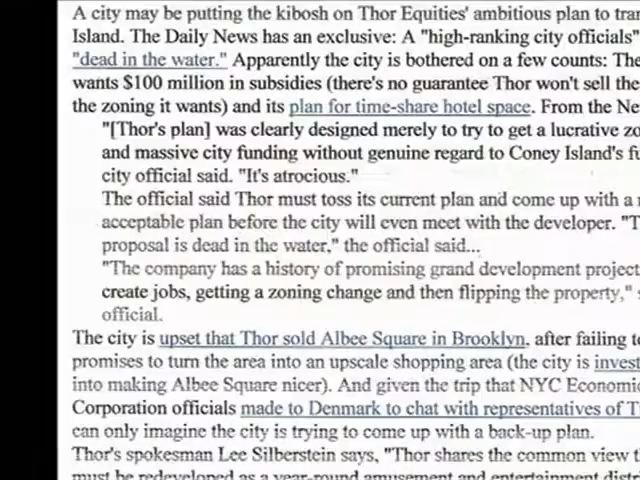 A city may be putting the kibosh on Thor Equities' ambitious plan to
Island. The Daily News has an exclusive: A "high-ranking city officials"
"dead in the water." Apparently the city is bothered on a few counts: The
wants $100 million in subsidies (there's no guarantee Thor won't sell the
the zoning it wants) and its plan for time-share hotel space. From the
"[Thor's plan] was clearly designed merely to try to get a lucrative
and massive city funding without genuine regard to Coney Island's
city official said. "It's atrocious."
The official said Thor must toss its current plan and come up with a
acceptable plan before the city will even meet with the developer.
proposal is dead in the water," the official said...
"The company has a history of promising grand development
create jobs, getting a zoning change and then flipping the property,"
official.
The city is upset that Thor sold Albee Square in Brooklyn, after failing
promises to turn the area into an upscale shopping area (the city is
into making Albee Square nicer). And given the trip that NYC
Corporation officials made to Denmark to chat with representatives of
can only imagine the city is trying to come up with a back-up plan.
Thor's spokesman Lee Silberstein says, "Thor shares the common view
must be redeveloped as a year-round amusement and entertainment